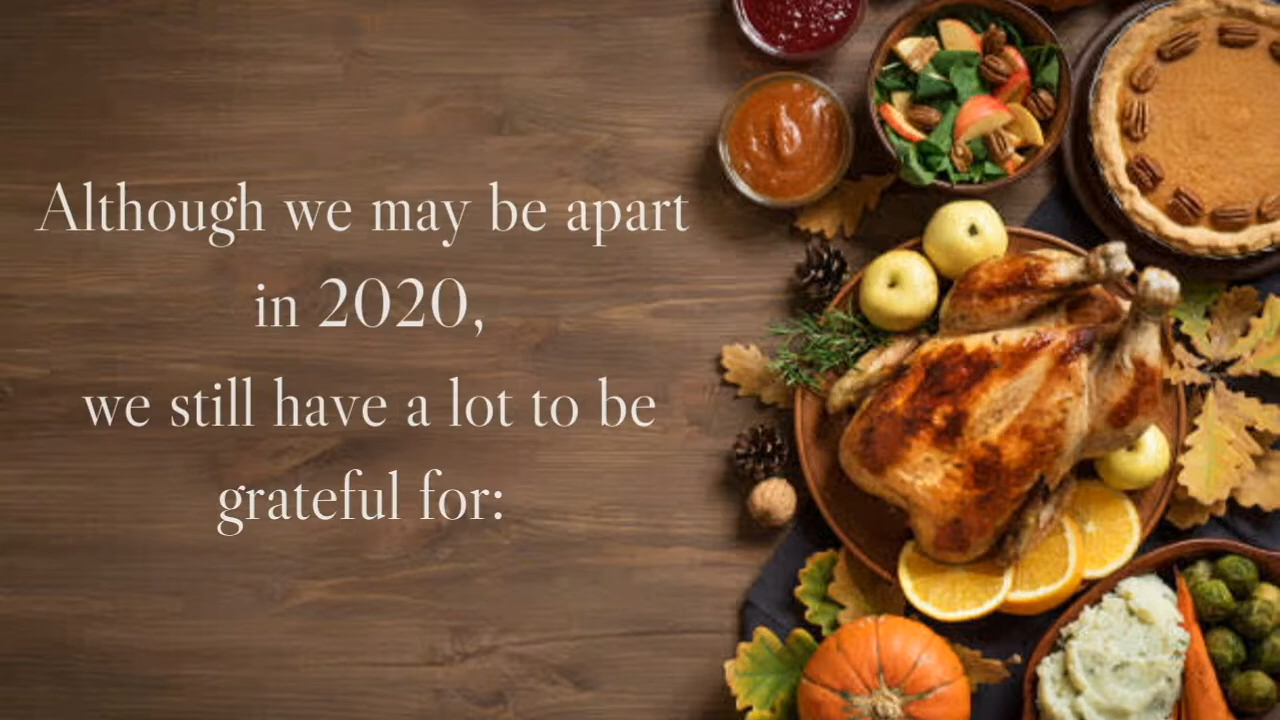 Although we may be apart
in 2020,
we still have a lot to be
grateful for: